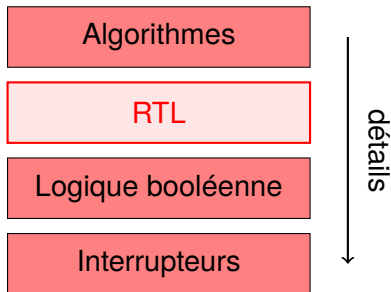 Algorithmes
RTL
Logique booléenne
Interrupteurs
détails